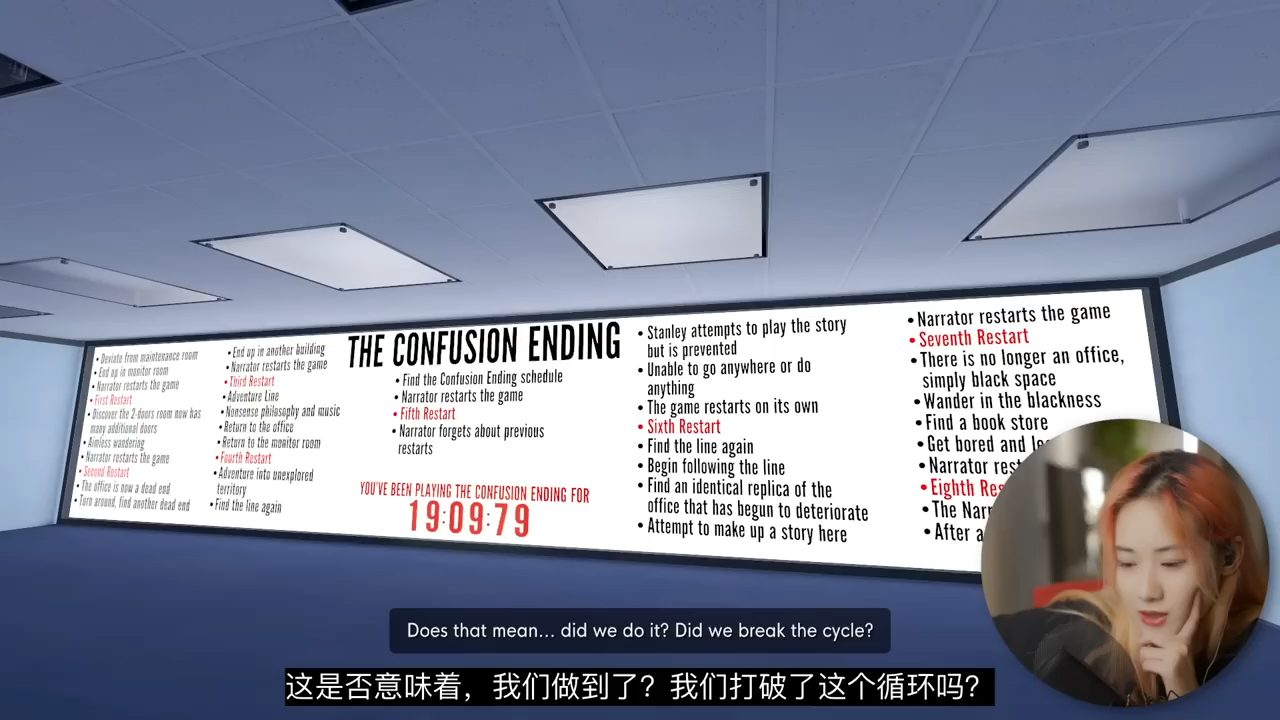 • Deviate from maintenance room
• End up in monitor room
• Narrator restarts the game
• First Restart
• Discover the 2-doors room now has
many additional doors
• Aimless wandering
• Narrator restarts the game
• Second Restart
• The office is now a dead end
• Turn around, find another dead end
• End up in another building
• Narrator restarts the game
• Third Restart
• Adventure Line
• Nonsense philosophy and music
• Return to the office
• Return to the monitor room
• Fourth Restart
• Adventure into unexplored
territory
• Find the line again
THE CONFUSION ENDING
• Find the Confusion Ending schedule
• Narrator restarts the game
• Fifth Restart
• Narrator forgets about previous
restarts
YOU'VE BEEN PLAYING THE CONFUSION ENDING FOR
19:09:79
• Stanley attempts to play the story
but is prevented
• Unable to go anywhere or do
anything
• The game restarts on its own
• Sixth Restart
• Find the line again
• Begin following the line
• Find an identical replica of the
office that has begun to deteriorate
• Attempt to make up a story here
• Narrator restarts the game
• Seventh Restart
• There is no longer an office,
simply black space
• Wander in the blackness
• Find a book store
• Get bored and
• Narrator
• Eighth
• The
• After
Does that mean... did we do it? Did we break the cycle?
这是否意味着，我们做到了？我们打破了这个循环吗？